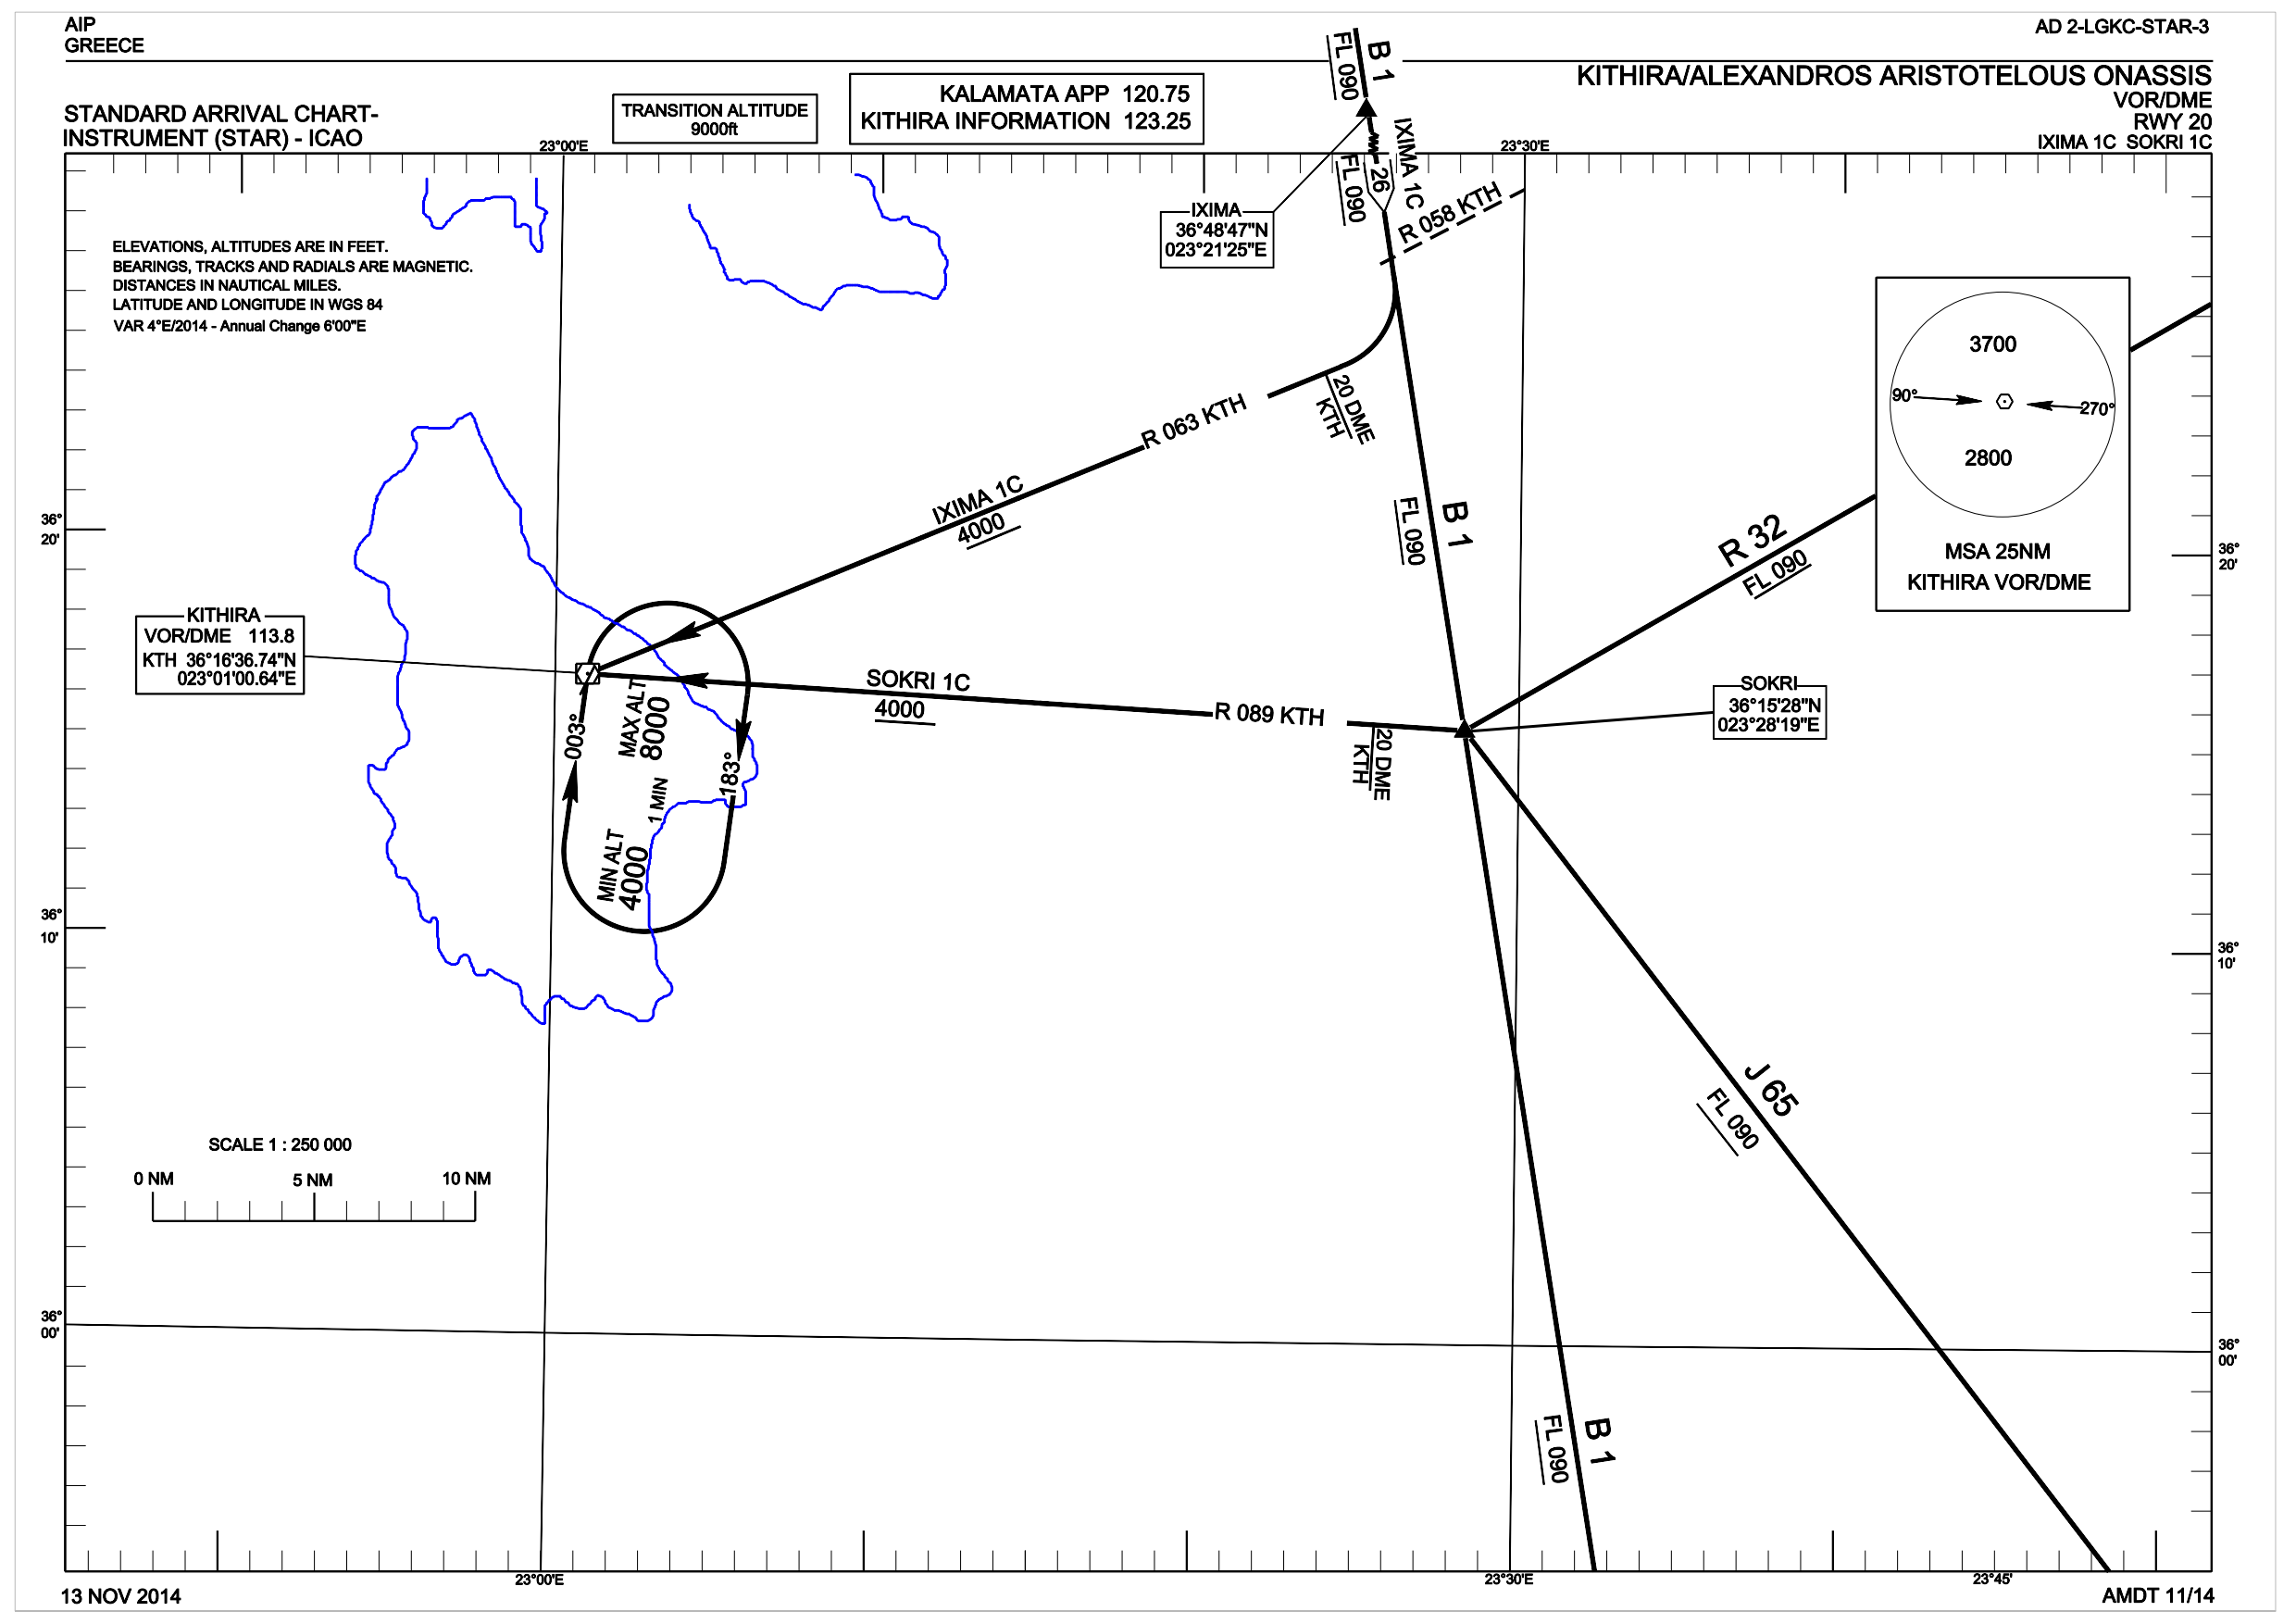 AIP
GREECE
AD 2-LGKC-STAR-3
KITHIRA/ALEXANDROS ARISTOTELOUS ONASSIS
VOR/DME
RWY 20
IXIMA 1C SOKRI 1C
STANDARD ARRIVAL CHART-
INSTRUMENT (STAR) - ICAO
TRANSITION ALTITUDE
9000ft
KALAMATA APP 120.75
KITHIRA INFORMATION 123.25
23°00'E
23°30'E
B 1
FL 090
IXIMA 1C
26
FL 090
R 058 KTH
IXIMA
36°48'47"N
023°21'25"E
ELEVATIONS, ALTITUDES ARE IN FEET.
BEARINGS, TRACKS AND RADIALS ARE MAGNETIC.
DISTANCES IN NAUTICAL MILES.
LATITUDE AND LONGITUDE IN WGS 84
VAR 4°E/2014 - Annual Change 6'00"E
3700
90°
270°
2800
MSA 25NM
KITHIRA VOR/DME
20 DME
KTH
R 063 KTH
IXIMA 1C
4000
B 1
FL 090
R 32
FL 090
36°
20'
36°
20'
KITHIRA
VOR/DME 113.8
KTH 36°16'36.74"N
023°01'00.64"E
SOKRI 1C
4000
R 089 KTH
20 DME
KTH
SOKRI
36°15'28"N
023°28'19"E
003°
MAX ALT
8000
1 MIN
183°
MIN ALT
4000
36°
10'
36°
10'
J 65
FL 090
SCALE 1 : 250 000
0 NM
5 NM
10 NM
36°
00'
36°
00'
B 1
FL 090
23°00'E
23°30'E
23°45'
13 NOV 2014
AMDT 11/14